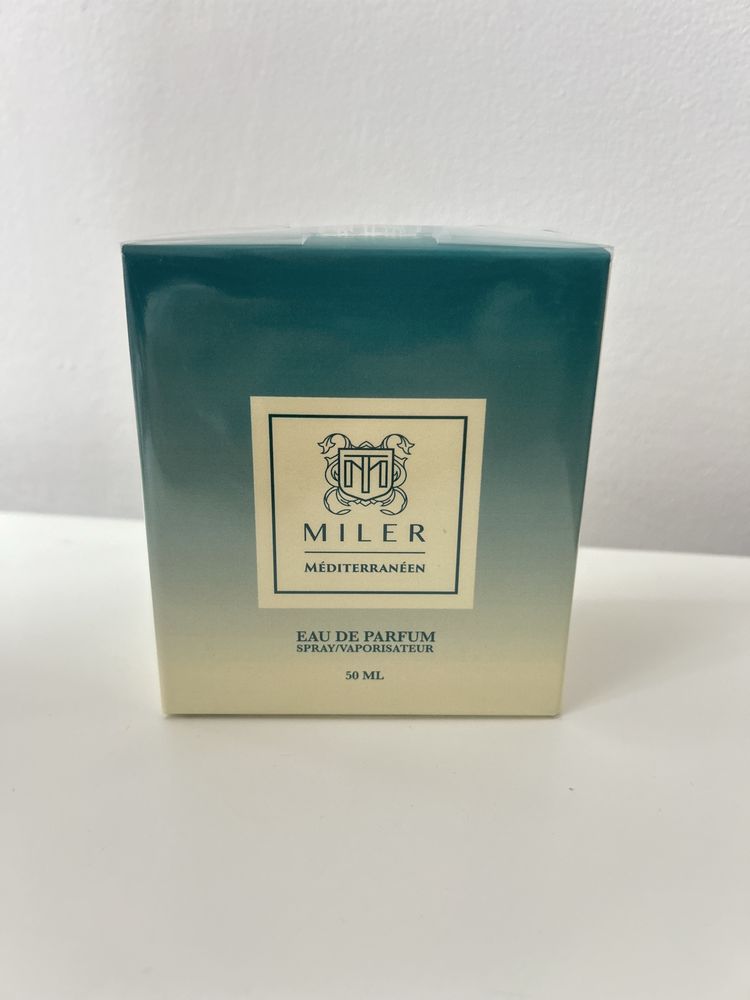 MILER
MÉDITERRANÉEN
EAU DE PARFUM
SPRAY/VAPORISATEUR
50 ML